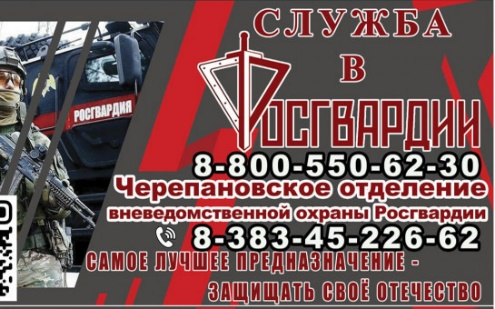 СЛУЖБА
В
РОСГВАРДИИ
РОСГВАРДИЯ
8-800-550-62-30
Черепановское отделение
вневедомственной охраны Росгвардии
8-383-45-226-62
САМОЕ ЛУЧШЕЕ ПРЕДНАЗНАЧЕНИЕ -
ЗАЩИЩАТЬ СВОЁ ОТЕЧЕСТВО